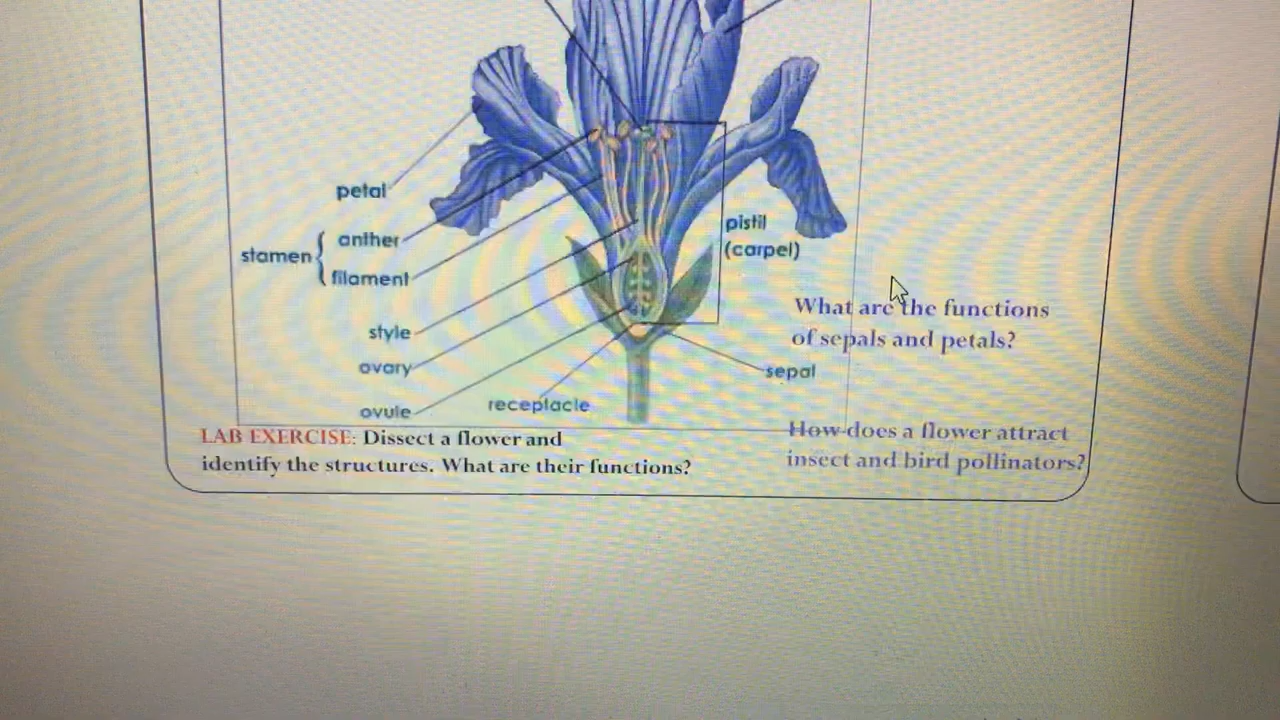 petal
anther
stamen
filament
pistil
(carpel)
What are the functions
of sepals and petals?
style
ovary
sepal
ovule
receptacle
LAB EXERCISE: Dissect a flower and
identify the structures. What are their functions?
How does a flower attract
insect and bird pollinators?